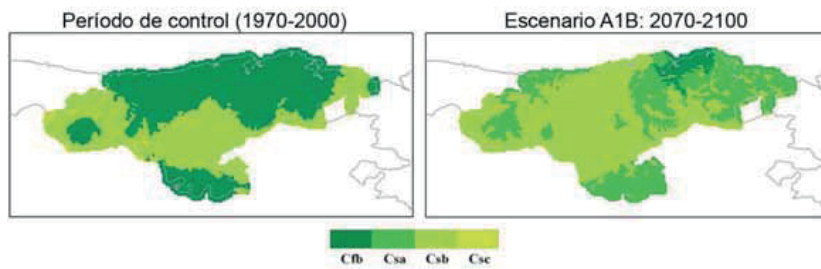 Período de control (1970-2000)
Escenario A1B: 2070-2100
Cfb Csa Csb Csc